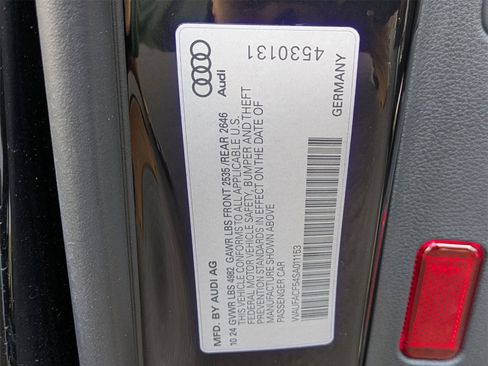 MFD. BY AUDI AG
10 24 GVWR LBS 4982 GAWR LBS FRONT 2535 /REAR 2646
THIS VEHICLE CONFORMS TO ALL APPLICABLE U.S.
FEDERAL MOTOR VEHICLE SAFETY, BUMPER AND THEFT
PREVENTION STANDARDS IN EFFECT ON THE DATE OF
MANUFACTURE SHOWN ABOVE
PASSENGER CAR
WAUFACF54SA011153
Audi
4530131
GERMANY